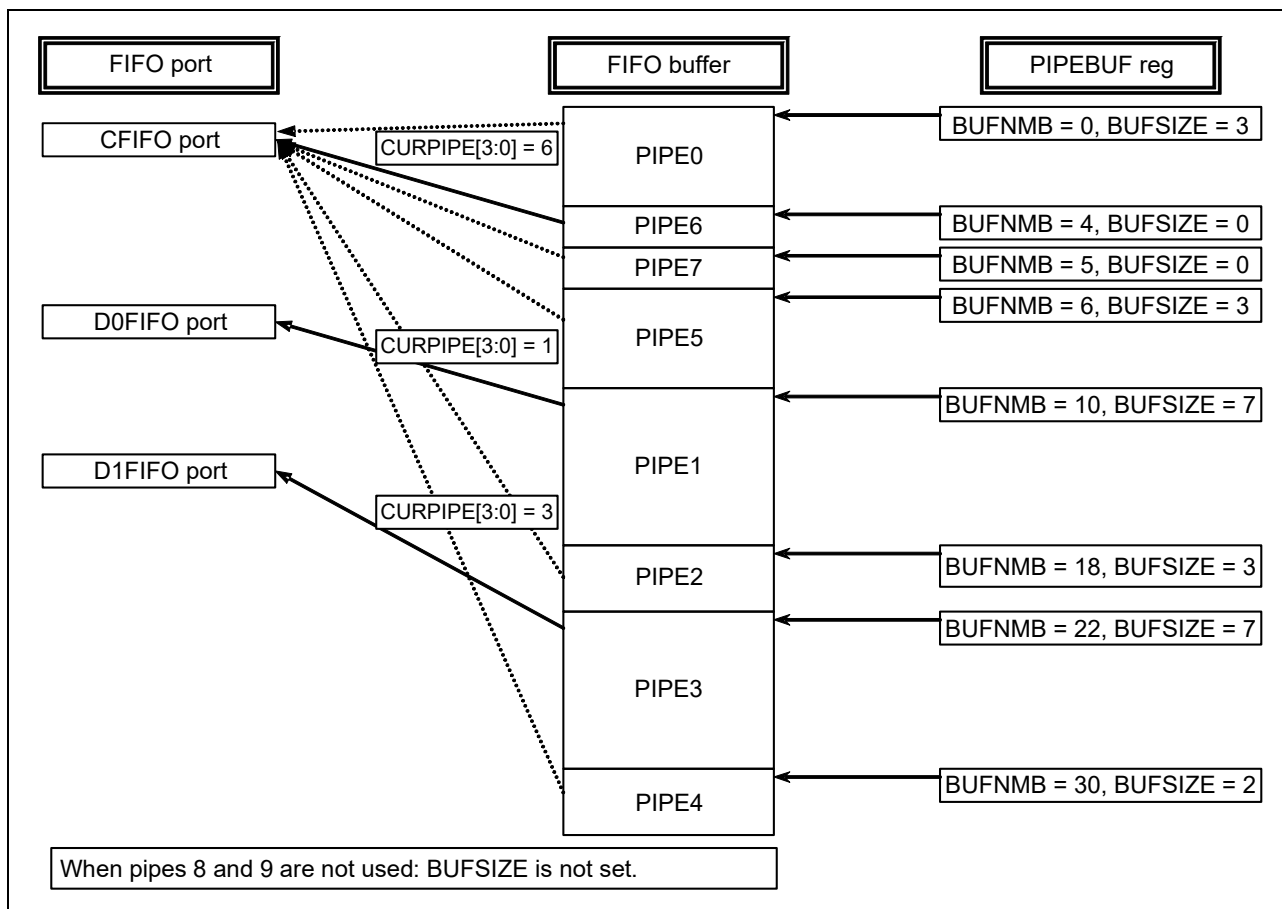 FIFO port
FIFO buffer
PIPEBUF reg
CFIFO port
CURPIPE[3:0] = 6
PIPE0
BUFNMB = 0, BUFSIZE = 3
PIPE6
BUFNMB = 4, BUFSIZE = 0
PIPE7
BUFNMB = 5, BUFSIZE = 0
D0FIFO port
CURPIPE[3:0] = 1
PIPE5
BUFNMB = 6, BUFSIZE = 3
D1FIFO port
PIPE1
BUFNMB = 10, BUFSIZE = 7
CURPIPE[3:0] = 3
PIPE2
BUFNMB = 18, BUFSIZE = 3
PIPE3
BUFNMB = 22, BUFSIZE = 7
PIPE4
BUFNMB = 30, BUFSIZE = 2
When pipes 8 and 9 are not used: BUFSIZE is not set.